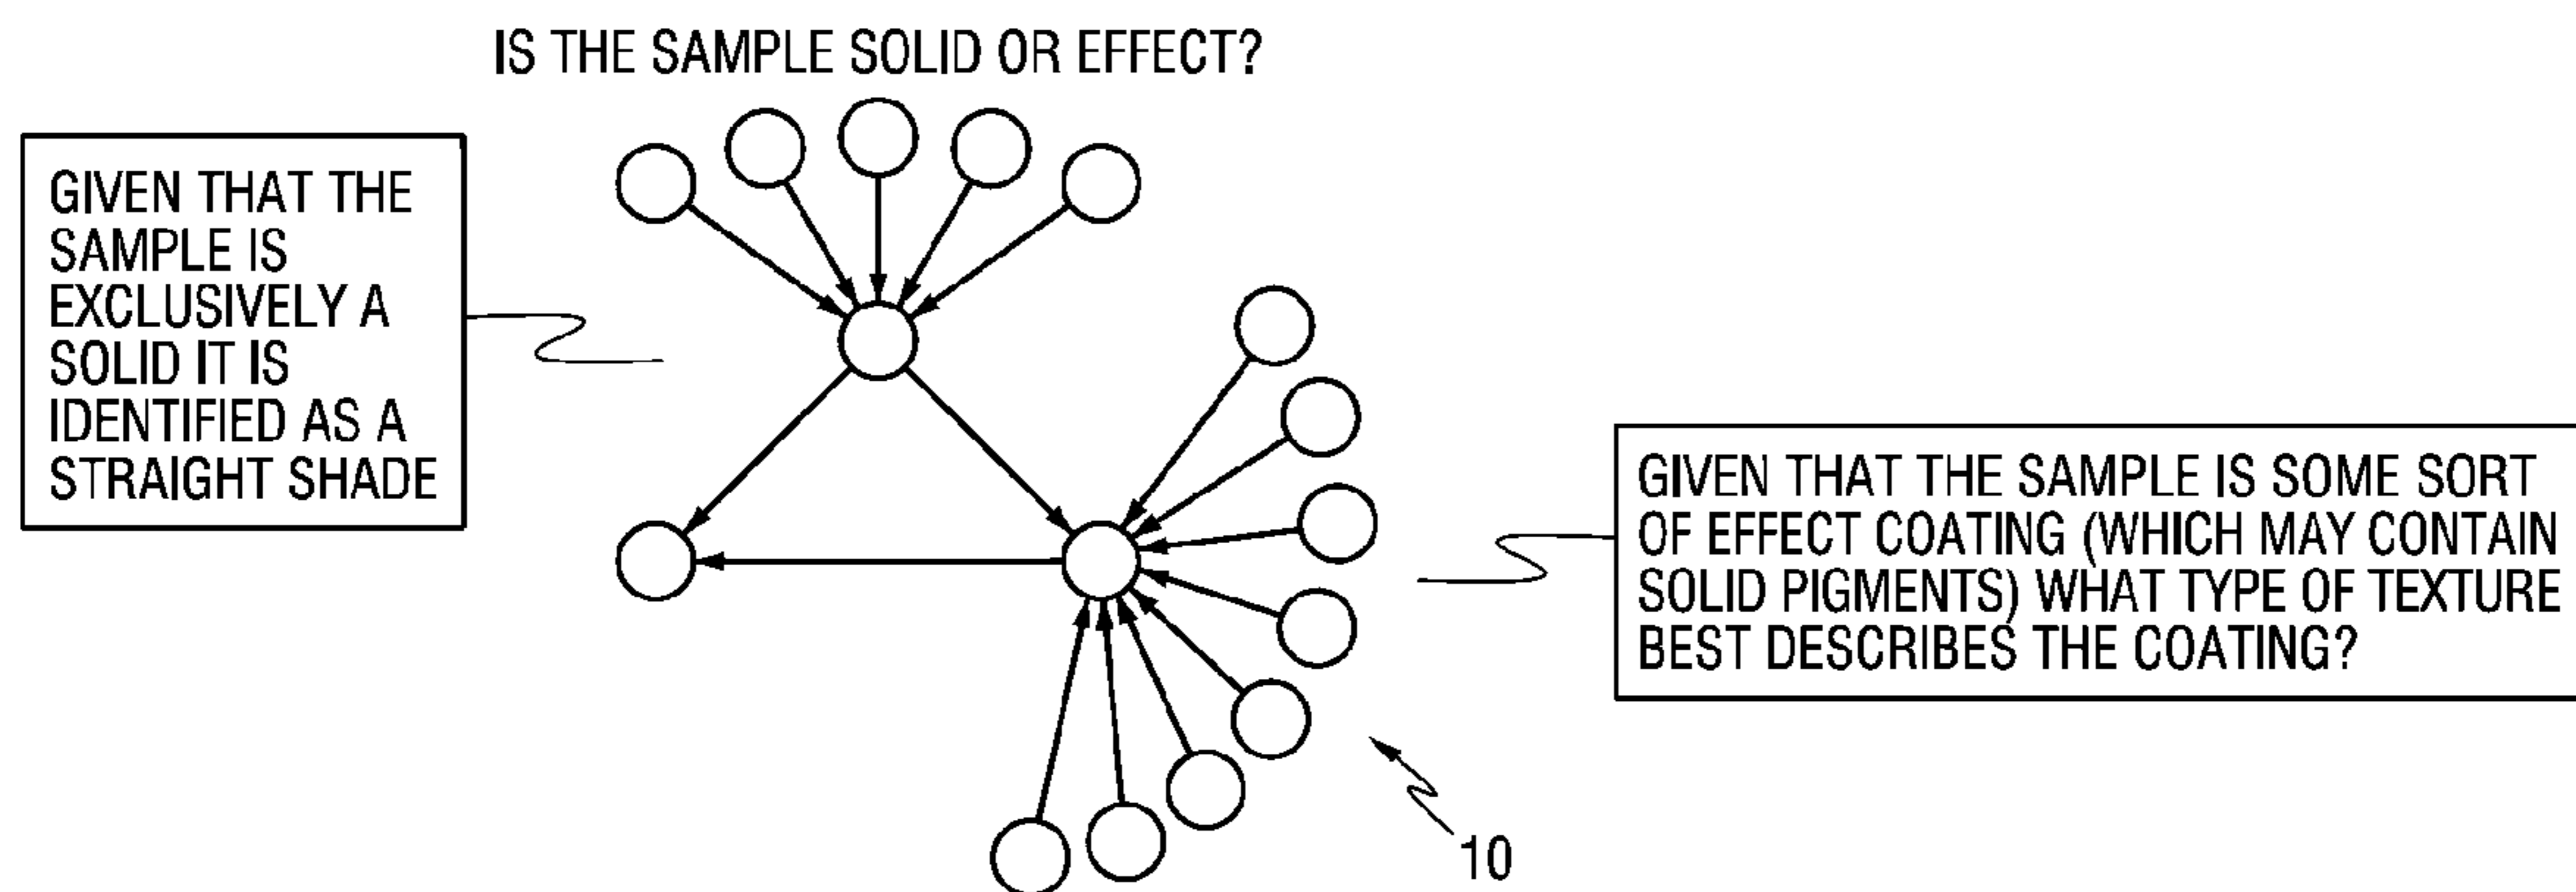 IS THE SAMPLE SOLID OR EFFECT?
GIVEN THAT THE
SAMPLE IS
EXCLUSIVELY A
SOLID IT IS
IDENTIFIED AS A
STRAIGHT SHADE
GIVEN THAT THE SAMPLE IS SOME SORT
OF EFFECT COATING (WHICH MAY CONTAIN
SOLID PIGMENTS) WHAT TYPE OF TEXTURE
BEST DESCRIBES THE COATING?
10